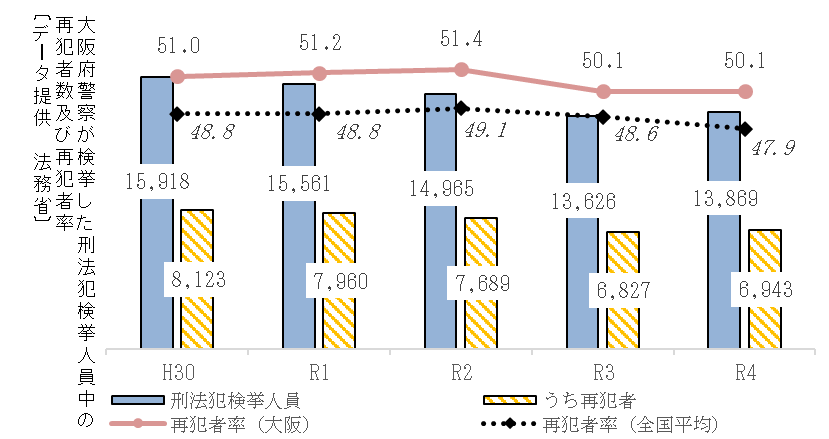 大阪府警察が検挙した刑法犯検挙人員中の
再犯者数及び再犯者率
〔データ提供　法務省〕
51.0 51.2 51.4 50.1 50.1
48.8 48.8 49.1 48.6 47.9
15,918 15,561 14,965 13,626 13,869
8,123 7,960 7,689 6,827 6,943
H30 R1 R2 R3 R4
刑法犯検挙人員 うち再犯者
再犯者率（大阪） 再犯者率（全国平均）